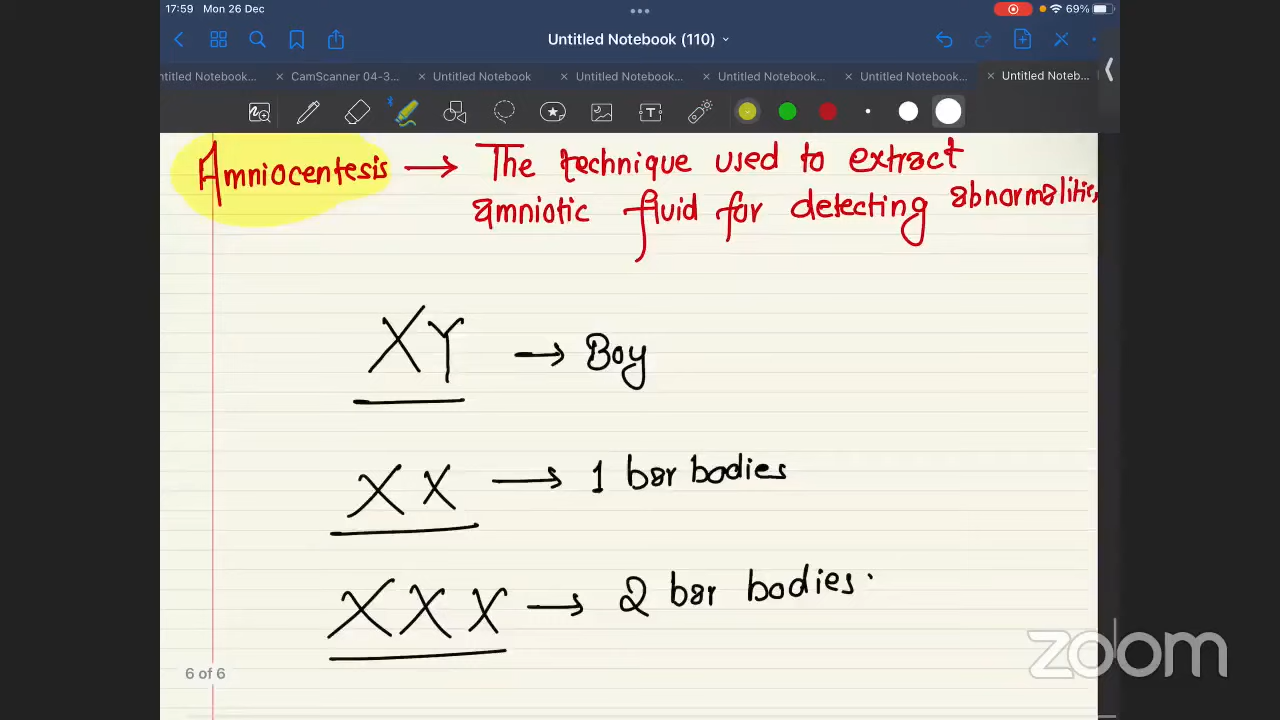 17:59 Mon 26 Dec
69%
Untitled Notebook (110)
ntitled Notebook...
CamScanner 04-3...
Untitled Notebook
Untitled Notebook...
Untitled Notebook...
Untitled Notebook...
Untitled Noteb...
Amniocentesis → The technique used to extract
amniotic fluid for detecting abnormalities
XY → Boy
XX → 1 bar bodies
XXX → 2 bar bodies.
6 of 6
zoom